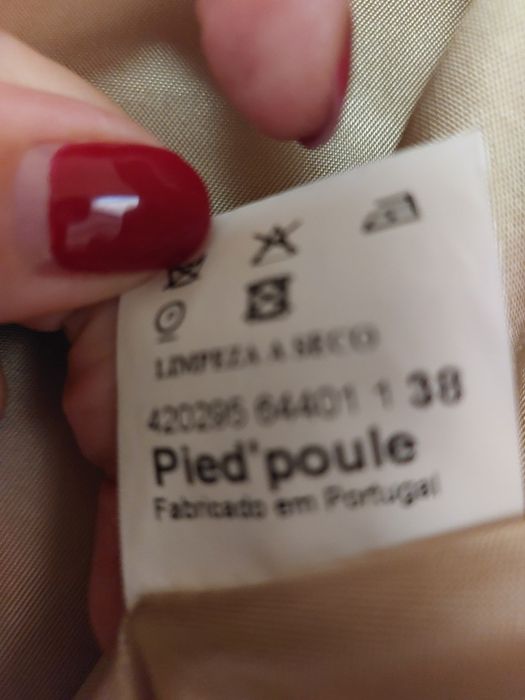 LIMPEZA A SECO
420295 64401 1 38
Pied'poule
Fabricado em Portugal